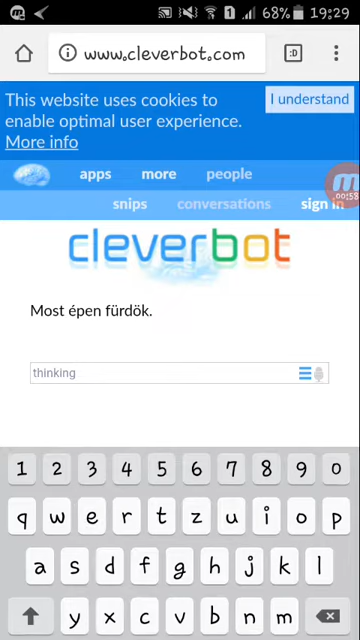 68% 19:29
www.cleverbot.com
:D
This website uses cookies to
enable optimal user experience.
More info
I understand
apps more people
00:58
snips conversations sign in
cleverbot
Most épen fürdök.
thinking
1 2 3 4 5 6 7 8 9 0
q w e r t z u i o p
a s d f g h j k l
y x c v b n m